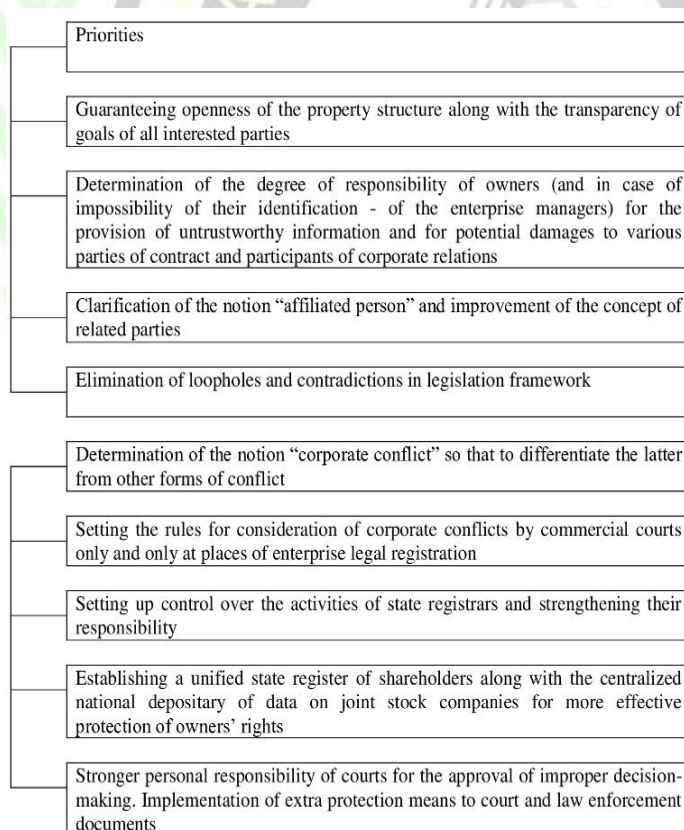 Priorities
Guaranteeing openness of the property structure along with the transparency of
goals of all interested parties
Determination of the degree of responsibility of owners (and in case of
impossibility of their identification - of the enterprise managers) for the
provision of untrustworthy information and for potential damages to various
parties of contract and participants of corporate relations
Clarification of the notion “affiliated person” and improvement of the concept of
related parties
Elimination of loopholes and contradictions in legislation framework
Determination of the notion “corporate conflict” so that to differentiate the latter
from other forms of conflict
Setting the rules for consideration of corporate conflicts by commercial courts
only and only at places of enterprise legal registration
Setting up control over the activities of state registrars and strengthening their
responsibility
Establishing a unified state register of shareholders along with the centralized
national depositary of data on joint stock companies for more effective
protection of owners’ rights
Stronger personal responsibility of courts for the approval of improper decision-
making. Implementation of extra protection means to court and law enforcement
documents